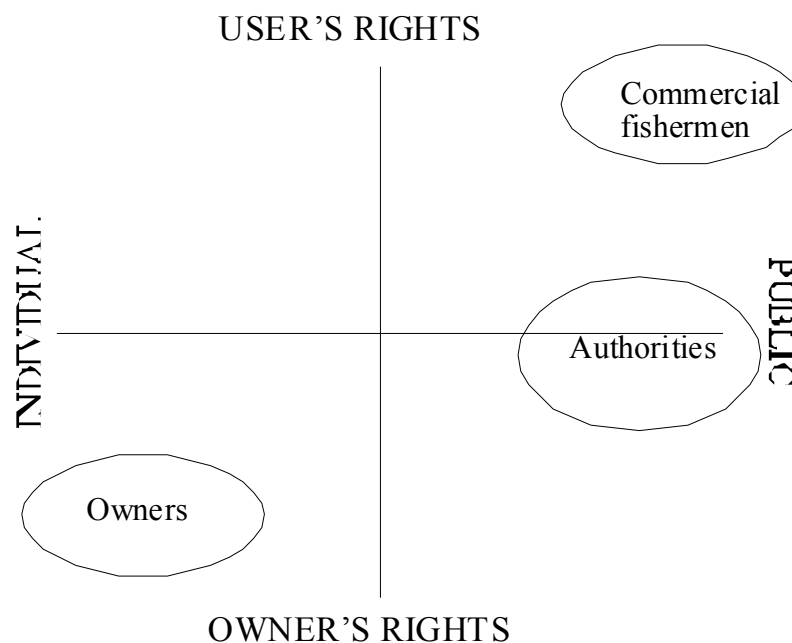 USER'S RIGHTS
Commercial
fishermen
INDIVIDUAL
PUBLIC
Authorities
Owners
OWNER'S RIGHTS